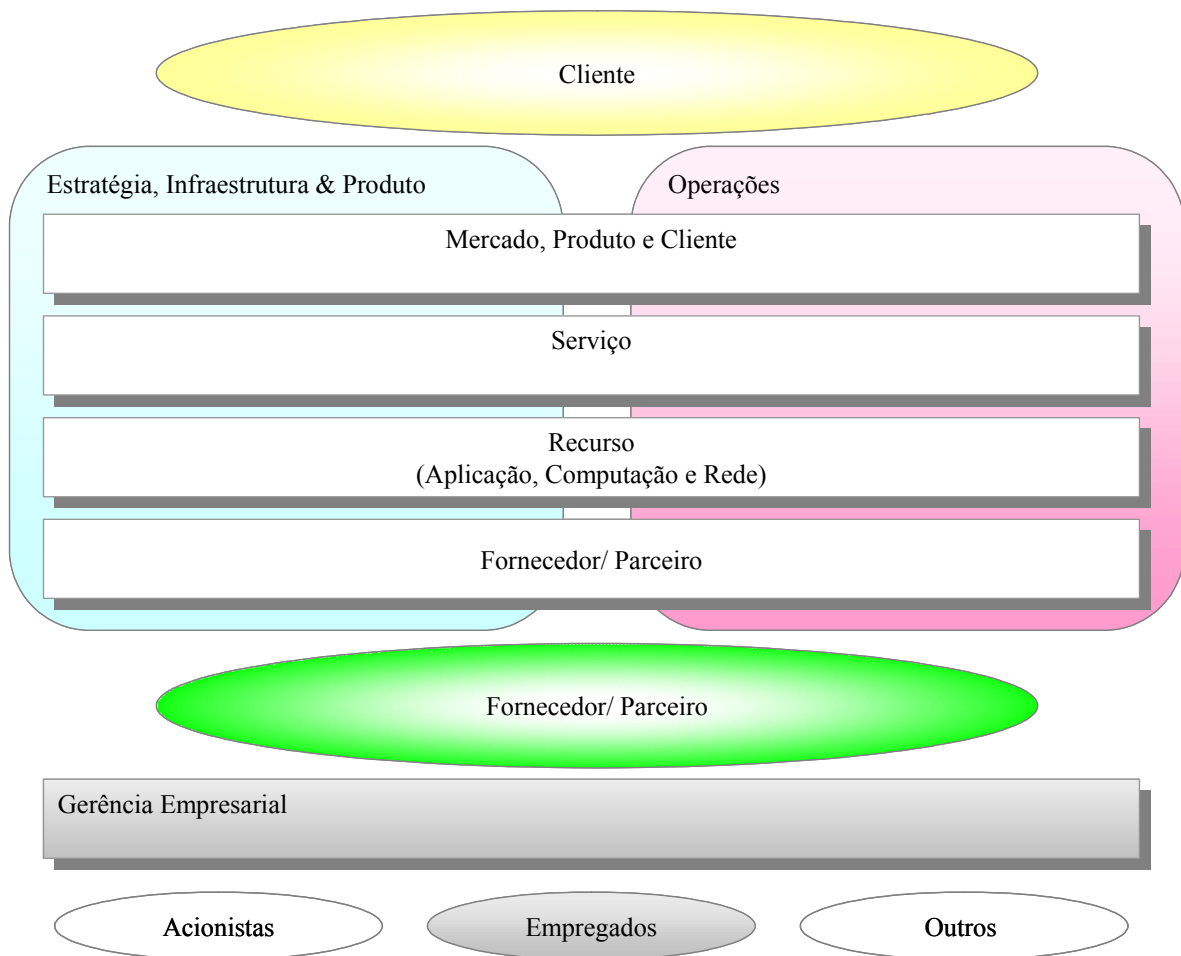 Cliente
Estratégia, Infraestrutura & Produto
Operações
Mercado, Produto e Cliente
Serviço
Recurso
(Aplicação, Computação e Rede)
Fornecedor/ Parceiro
Fornecedor/ Parceiro
Gerência Empresarial
Acionistas
Empregados
Outros